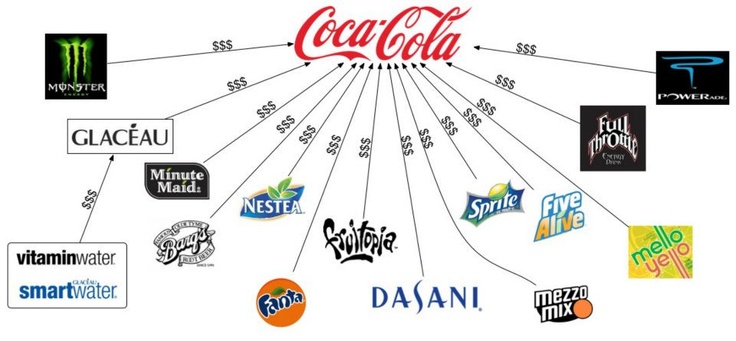 Coca-Cola
$$$
$$$
MONSTER
ENERGY
POWERADE
$$$
$$$
$$$
GLACÉAU
Full
Throttle
ENERGY
DRINK
$$$
$$$
$$$
$$$
$$$
$$$
$$$
$$$
Minute
Maid
$$$
NESTEA
Sprite
Five
Alive
OLDE TYME
Barq's
ROOT BEER
SINCE 1898
fruitopia
mello
yello
vitaminwater
GLACÉAU
smartwater
Fanta
DASANI
mezzo
mix